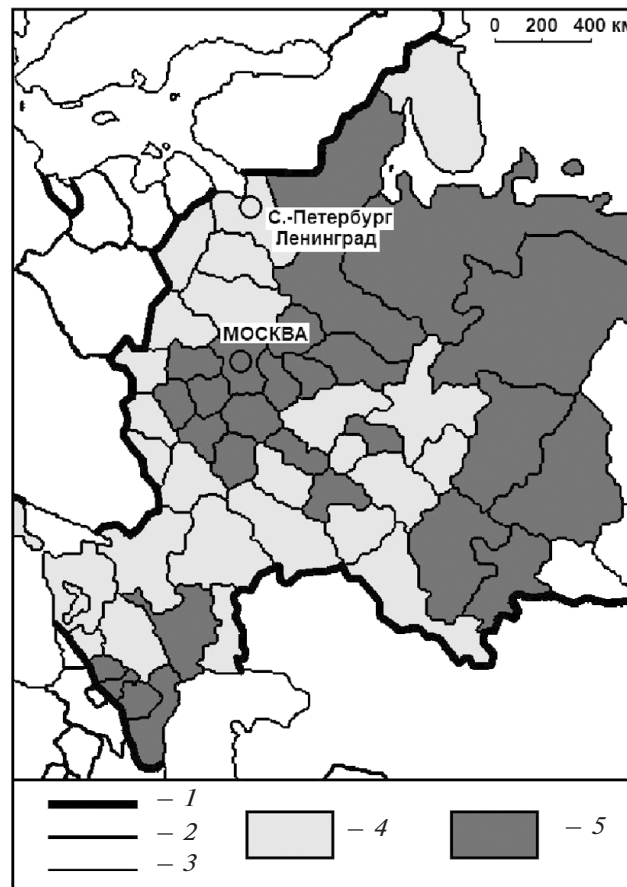 0 200 400 км
С.-Петербург
Ленинград
МОСКВА
– 1
– 2
– 3
– 4
– 5